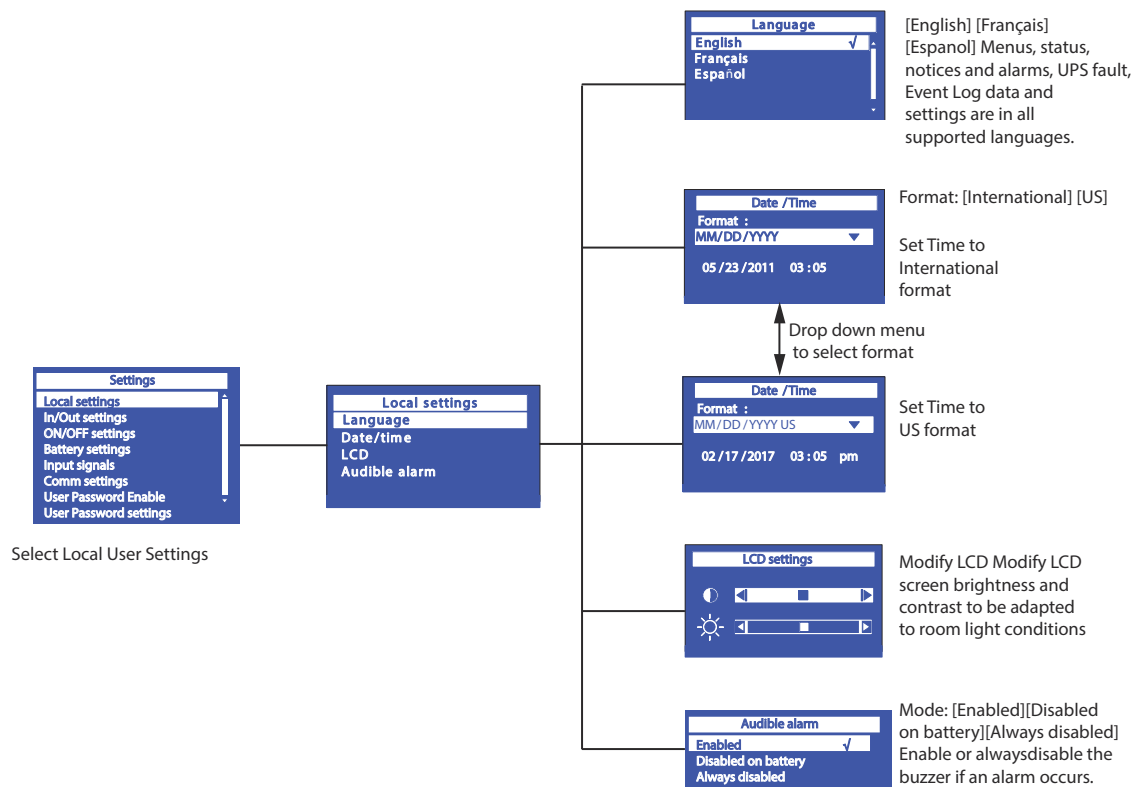 Language
English √
Français
Español
[English] [Français]
[Espanol] Menus, status,
notices and alarms, UPS fault,
Event Log data and
settings are in all
supported languages.
Date /Time
Format :
MM/DD/YYYY
05/23/2011 03:05
Format: [International] [US]
Set Time to
International
format
Drop down menu
to select format
Settings
Local settings
In/Out settings
ON/OFF settings
Battery settings
Input signals
Comm settings
User Password Enable
User Password settings
Select Local User Settings
Local settings
Language
Date/time
LCD
Audible alarm
Date /Time
Format :
MM/DD/YYYY US
02/17/2017 03:05 pm
Set Time to
US format
LCD settings
Modify LCD Modify LCD
screen brightness and
contrast to be adapted
to room light conditions
Audible alarm
Enabled √
Disabled on battery
Always disabled
Mode: [Enabled][Disabled
on battery][Always disabled]
Enable or alwaysdisable the
buzzer if an alarm occurs.